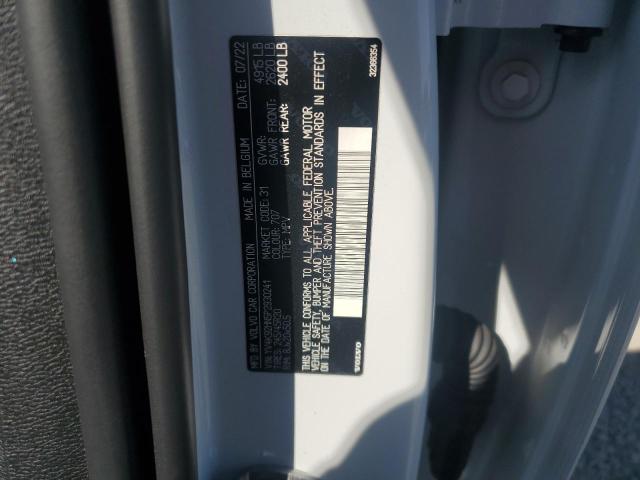 MFD BY VOLVO CAR CORPORATION MADE IN BELGIUM DATE: 07/22
GVWR: 4915 LB
MARKET CODE: 31 GAWR FRONT: 2620 LB
COLOUR: 707 GAWR REAR: 2400 LB
TYPE: MPV
THIS VEHICLE CONFORMS TO ALL APPLICABLE FEDERAL MOTOR
VEHICLE SAFETY, BUMPER AND THEFT PREVENTION STANDARDS IN EFFECT
ON THE DATE OF MANUFACTURE SHOWN ABOVE.
VOLVO 32366354